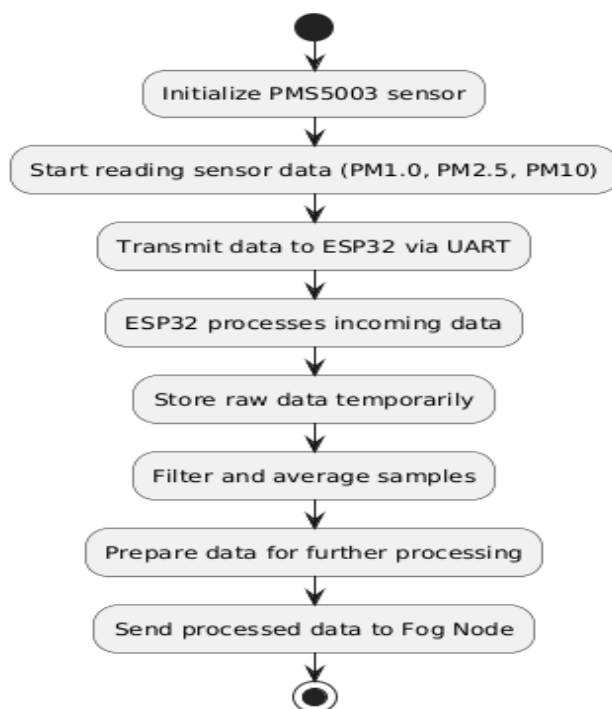 Initialize PMS5003 sensor
Start reading sensor data (PM1.0, PM2.5, PM10)
Transmit data to ESP32 via UART
ESP32 processes incoming data
Store raw data temporarily
Filter and average samples
Prepare data for further processing
Send processed data to Fog Node